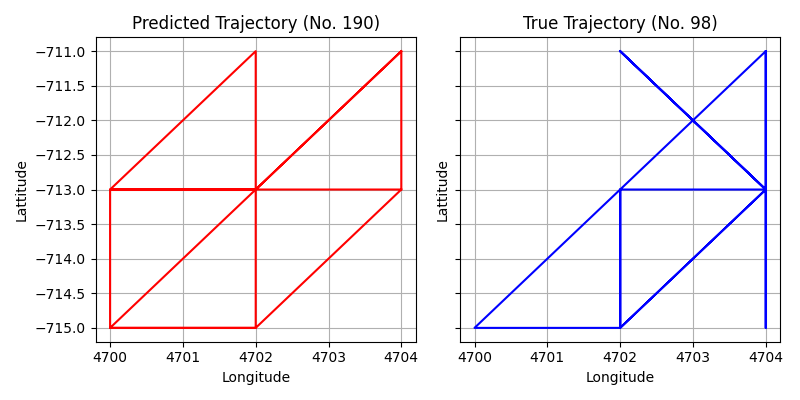 Predicted Trajectory (No. 190)
True Trajectory (No. 98)
−711.0
−711.5
−712.0
−712.5
−713.0
−713.5
−714.0
−714.5
−715.0
Lattitude
Lattitude
4700 4701 4702 4703 4704
4700 4701 4702 4703 4704
Longitude
Longitude